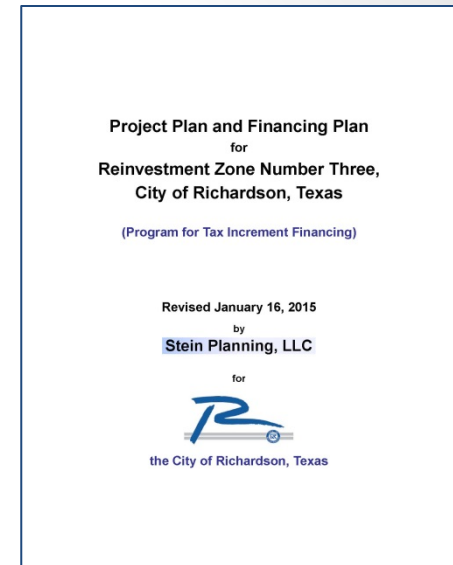 Project Plan and Financing Plan
for
Reinvestment Zone Number Three,
City of Richardson, Texas
(Program for Tax Increment Financing)
Revised January 16, 2015
by
Stein Planning, LLC
for
the City of Richardson, Texas